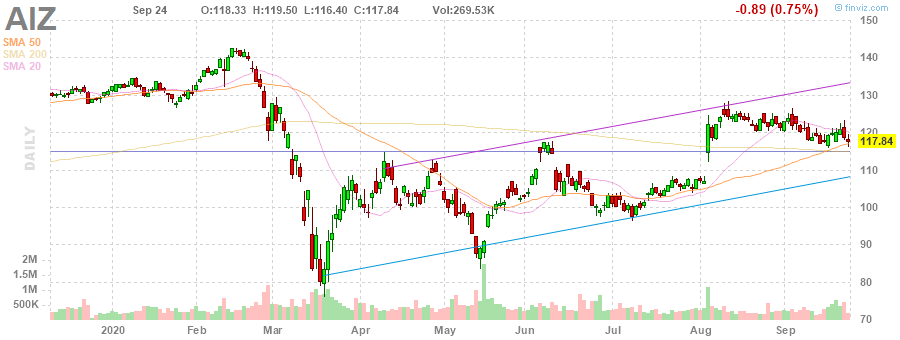 AIZ
Sep 24 O:118.33 H:119.50 L:116.40 C:117.84 Vol:269.53K -0.89 (0.75%)
© finviz.com
SMA 50
SMA 200
SMA 20
DAILY
150
140
130
120
117.84
110
100
90
80
70
2M
1.5M
1M
500K
2020 Feb Mar Apr May Jun Jul Aug Sep